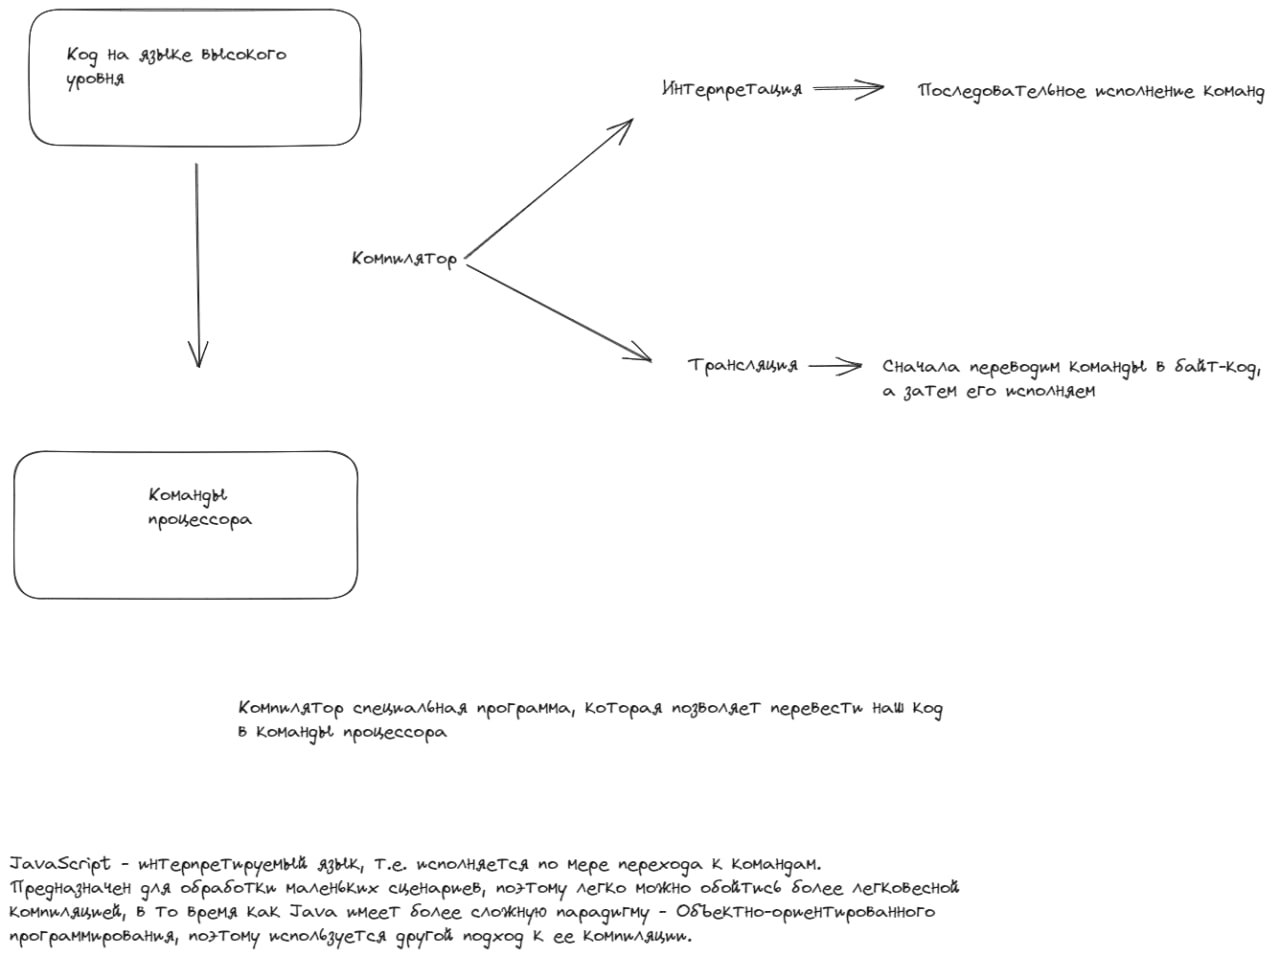 Код на языке высокого
уровня
Интерпретация
Последовательное исполнение команд
Компилятор
Трансляция
Сначала переводим команды в байт-код,
а затем его исполняем
Команды
процессора
Компилятор специальная программа, которая позволяет перевести наш код
в команды процессора
JavaScript - интерпретируемый язык, т.е. исполняется по мере перехода к командам.
Предназначен для обработки маленьких сценариев, поэтому легко можно обойтись более легковесной
компиляцией, в то время как Java имеет более сложную парадигму - Объектно-ориентированного
программирования, поэтому используется другой подход к ее компиляции.